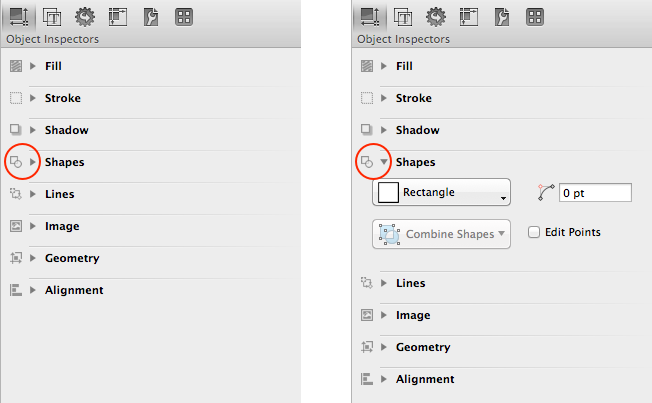 Object Inspectors
Fill
Stroke
Shadow
Shapes
Lines
Image
Geometry
Alignment
Object Inspectors
Fill
Stroke
Shadow
Shapes
Rectangle
0 pt
Combine Shapes
Edit Points
Lines
Image
Geometry
Alignment